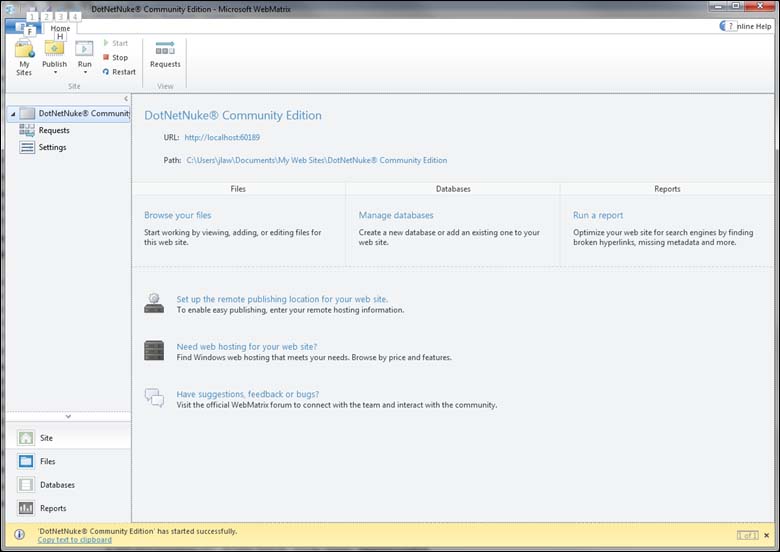 DotNetNuke® Community Edition - Microsoft WebMatrix
1 2 3 4
F
Home
H
?
nline Help
My Sites
Publish
Run
Start
Stop
Restart
Requests
Site
View
DotNetNuke® Community
Requests
Settings
DotNetNuke® Community Edition
URL: http://localhost:60189
Path: C:\Users\jlaw\Documents\My Web Sites\DotNetNuke® Community Edition
Files
Databases
Reports
Browse your files
Start working by viewing, adding, or editing files for
this web site.
Manage databases
Create a new database or add an existing one to your
web site.
Run a report
Optimize your web site for search engines by finding
broken hyperlinks, missing metadata and more.
Set up the remote publishing location for your web site.
To enable easy publishing, enter your remote hosting information.
Need web hosting for your web site?
Find Windows web hosting that meets your needs. Browse by price and features.
Have suggestions, feedback or bugs?
Visit the official WebMatrix forum to connect with the team and interact with the community.
Site
Files
Databases
Reports
'DotNetNuke® Community Edition' has started successfully.
Copy text to clipboard
1 of 1